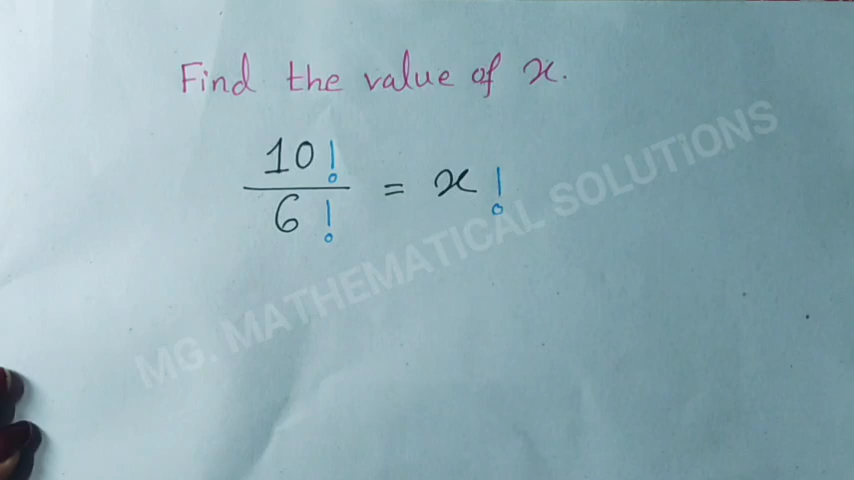 Find the value of x.
10! / 6! = x!
MG. MATHEMATICAL SOLUTIONS